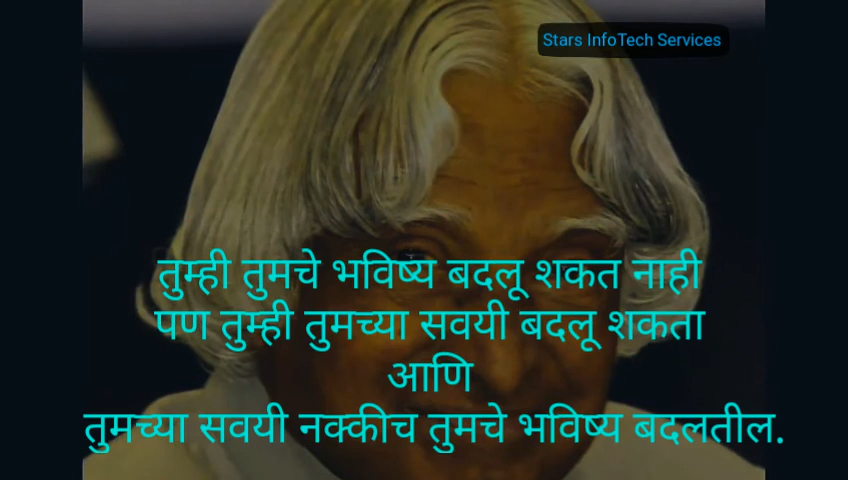 Stars InfoTech Services
तुम्ही तुमचे भविष्य बदलू शकत नाही
पण तुम्ही तुमच्या सवयी बदलू शकता
आणि
तुमच्या सवयी नक्कीच तुमचे भविष्य बदलतील.